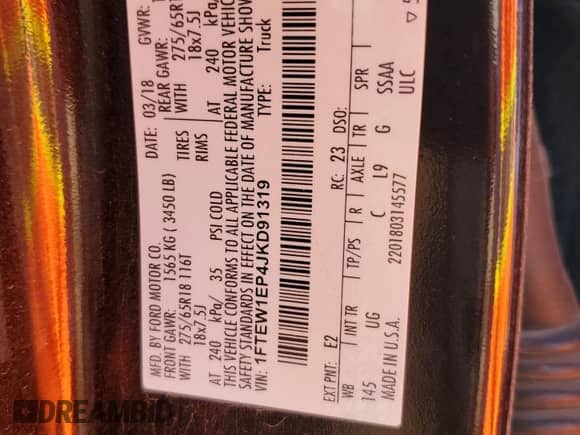 MFD. BY FORD MOTOR CO.
DATE: 03/18 GVWR:
FRONT GAWR: 1565 KG ( 3450 LB) REAR GAWR:
WITH 275/65R18 116T TIRES WITH 275/65R1
18x7.5J RIMS 18x7.5J
AT 240 kPa/ 35 PSI COLD AT 240 kPa/
THIS VEHICLE CONFORMS TO ALL APPLICABLE FEDERAL MOTOR VEHIC
SAFETY STANDARDS IN EFFECT ON THE DATE OF MANUFACTURE SHOW
VIN: 1FTEW1EP4JKD91319 TYPE: Truck
EXT PNT: E2 RC: 23 DSO:
WB INT TR TP/PS R AXLE TR SPR
145 UG C L9 G SSAA
MADE IN U.S.A. 2201803145577 ULC
DREAMBID